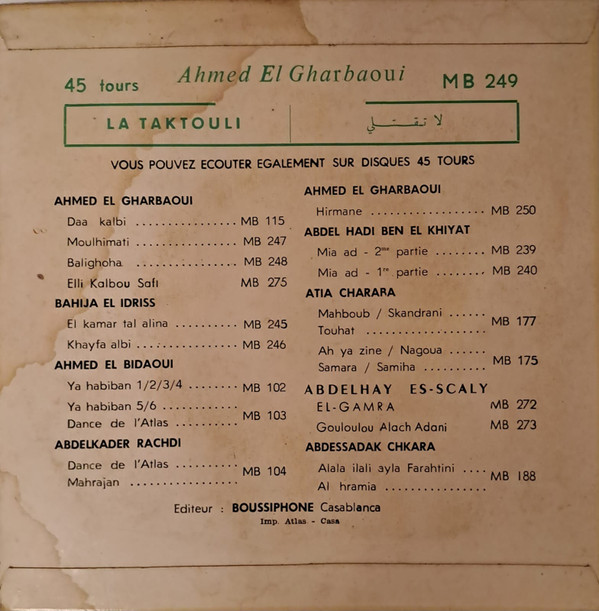 45 tours Ahmed El Gharbaoui MB 249
LA TAKTOULI لا تقتلي
VOUS POUVEZ ECOUTER EGALEMENT SUR DISQUES 45 TOURS
AHMED EL GHARBAOUI
Daa kalbi ................ MB 115
Moulhimati ............. MB 247
Balighoha ............... MB 248
Elli Kalbou Safi MB 275
BAHIJA EL IDRISS
El kamar tal alina .......... MB 245
Khayfa albi ................ MB 246
AHMED EL BIDAOUI
Ya habiban 1/2/3/4 ........ MB 102
Ya habiban 5/6 ...........
Dance de l'Atlas .......... MB 103
ABDELKADER RACHDI
Dance de l'Atlas ..........
Mahrajan ................. MB 104
AHMED EL GHARBAOUI
Hirmane .................. MB 250
ABDEL HADI BEN EL KHIYAT
Mia ad - 2me partie ........ MB 239
Mia ad - 1re partie ........ MB 240
ATIA CHARARA
Mahboub / Skandrani ......
Touhat ................... MB 177
Ah ya zine / Nagoua ......
Samara / Samiha .......... MB 175
ABDELHAY ES-SCALY
EL-GAMRA MB 272
Gouloulou Alach Adani MB 273
ABDESSADAK CHKARA
Alala ilali ayla Farahtini ....
Al hramia ................ MB 188
Editeur : BOUSSIPHONE Casablanca
Imp. Atlas - Casa